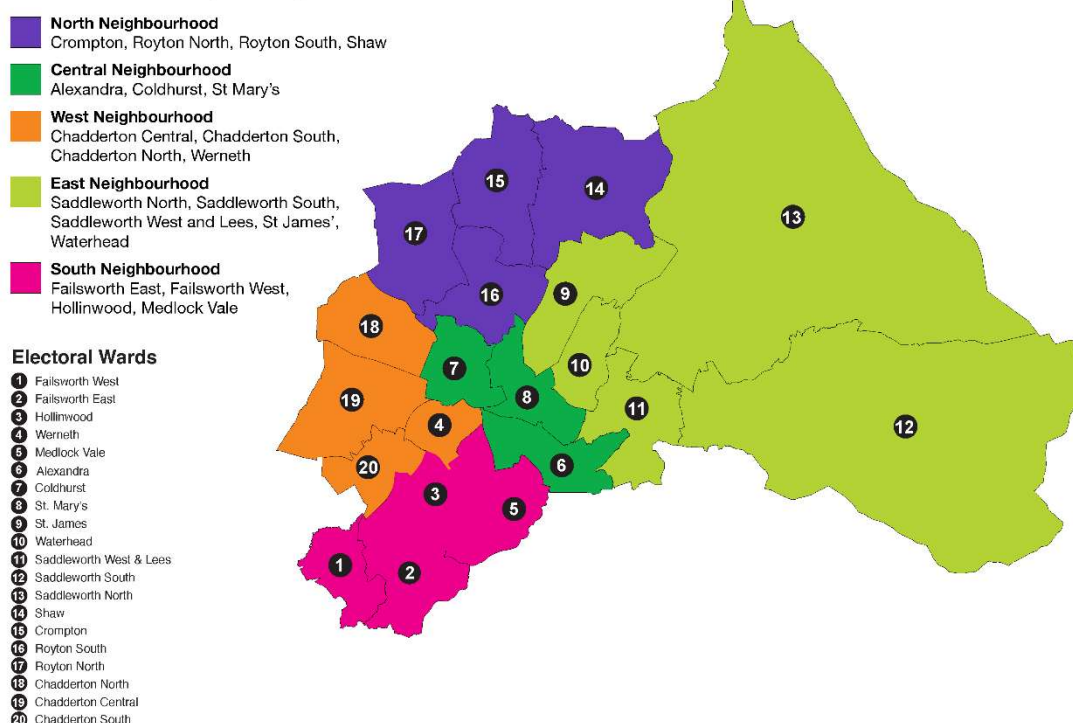 North Neighbourhood
Crompton, Royton North, Royton South, Shaw
Central Neighbourhood
Alexandra, Coldhurst, St Mary's
West Neighbourhood
Chadderton Central, Chadderton South,
Chadderton North, Werneth
East Neighbourhood
Saddleworth North, Saddleworth South,
Saddleworth West and Lees, St James',
Waterhead
South Neighbourhood
Failsworth East, Failsworth West,
Hollinwood, Medlock Vale
Electoral Wards
1 Failsworth West
2 Failsworth East
3 Hollinwood
4 Werneth
5 Medlock Vale
6 Alexandra
7 Coldhurst
8 St. Mary's
9 St. James
10 Waterhead
11 Saddleworth West & Lees
12 Saddleworth South
13 Saddleworth North
14 Shaw
15 Crompton
16 Royton South
17 Royton North
18 Chadderton North
19 Chadderton Central
20 Chadderton South
15
14
13
17
16
9
18
7
10
8
19
11
4
12
20
6
3
5
1
2